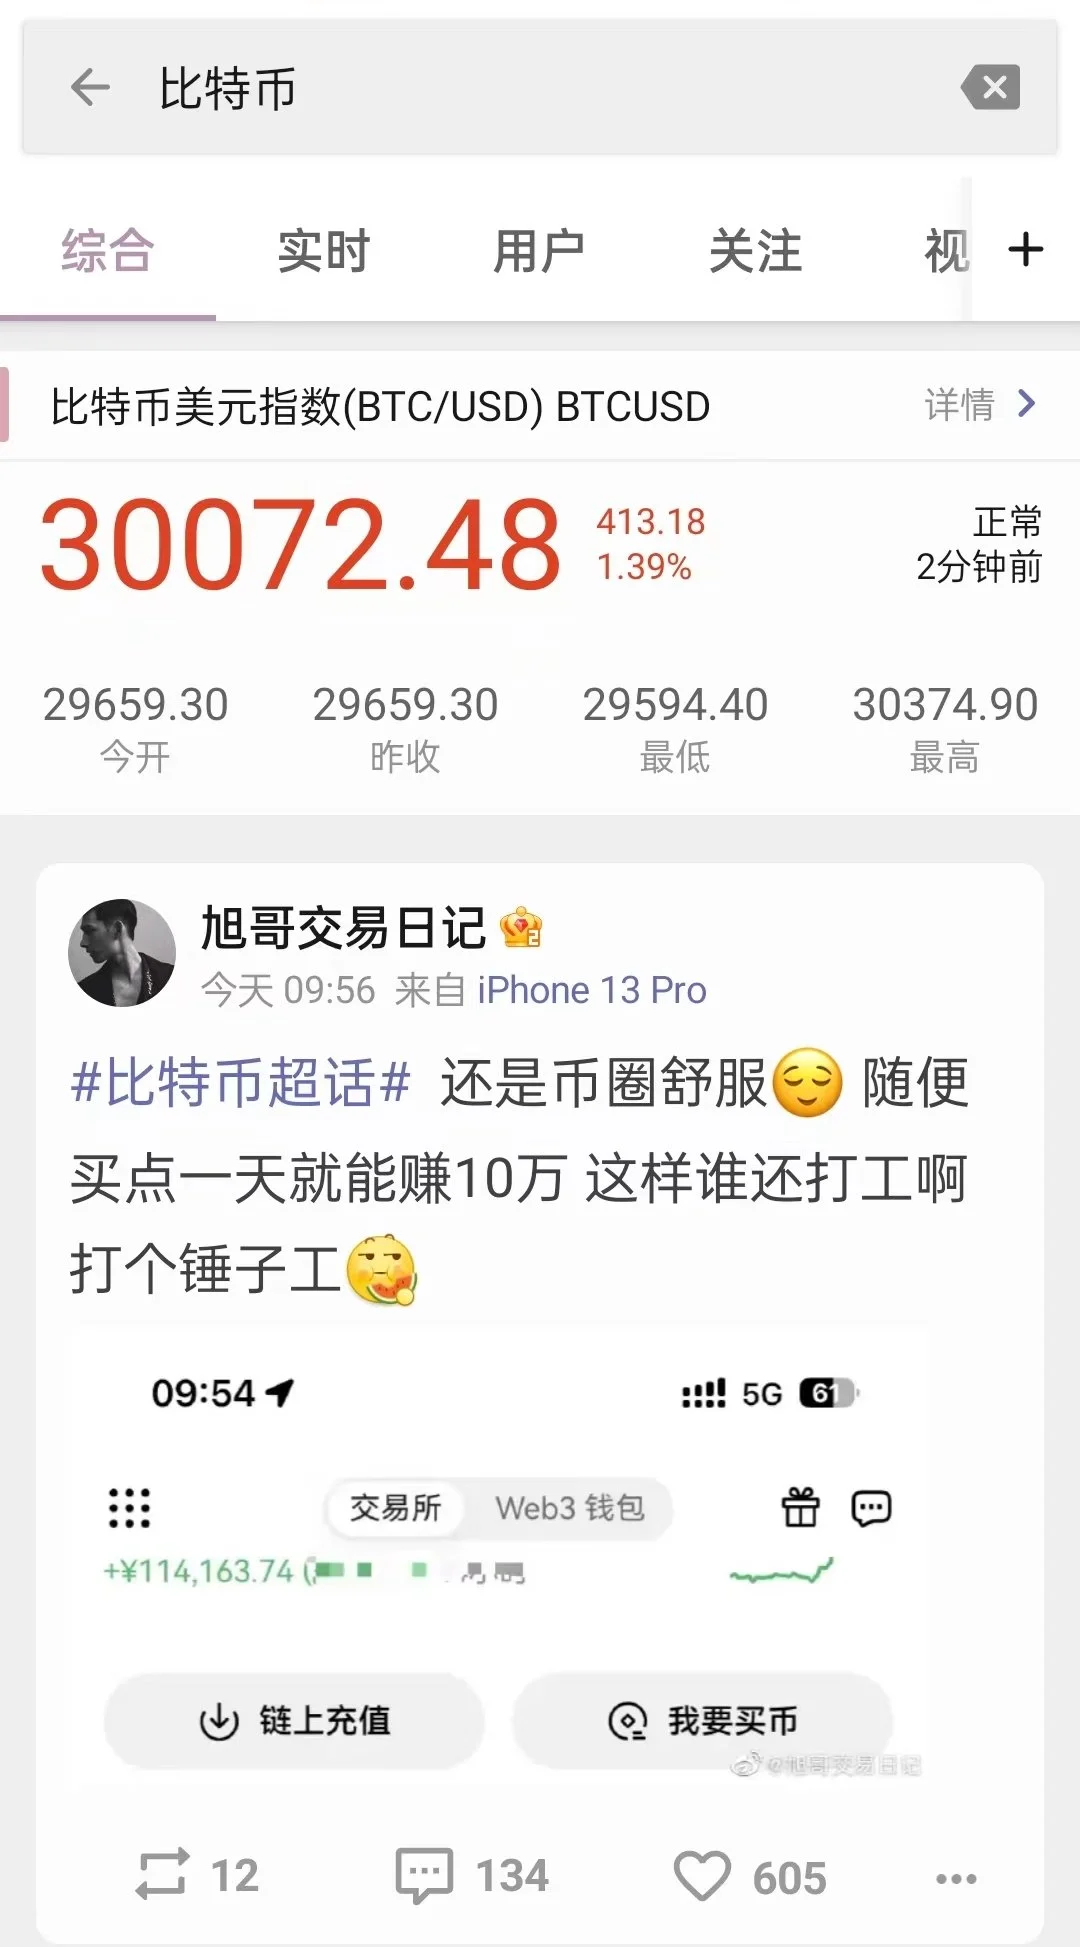 比特币
综合 实时 用户 关注 视
比特币美元指数(BTC/USD) BTCUSD 详情
30072.48 413.18 正常
1.39% 2分钟前
29659.30 29659.30 29594.40 30374.90
今开 昨收 最低 最高
旭哥交易日记 2
今天 09:56 来自 iPhone 13 Pro
#比特币超话# 还是币圈舒服 随便
买点一天就能赚10万 这样谁还打工啊
打个锤子工
09:54 5G 61
交易所 Web3 钱包
+¥114,163.74 (
链上充值 我要买币
@旭哥交易日记
12 134 605